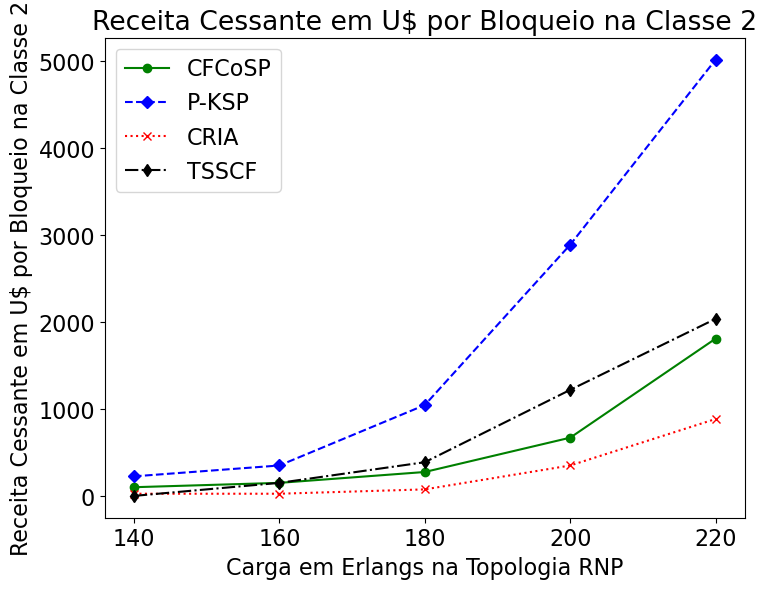 Receita Cessante em U$ por Bloqueio na Classe 2
Receita Cessante em U$ por Bloqueio na Classe 2
CFCoSP
P-KSP
CRIA
TSSCF
5000
4000
3000
2000
1000
0
140 160 180 200 220
Carga em Erlangs na Topologia RNP